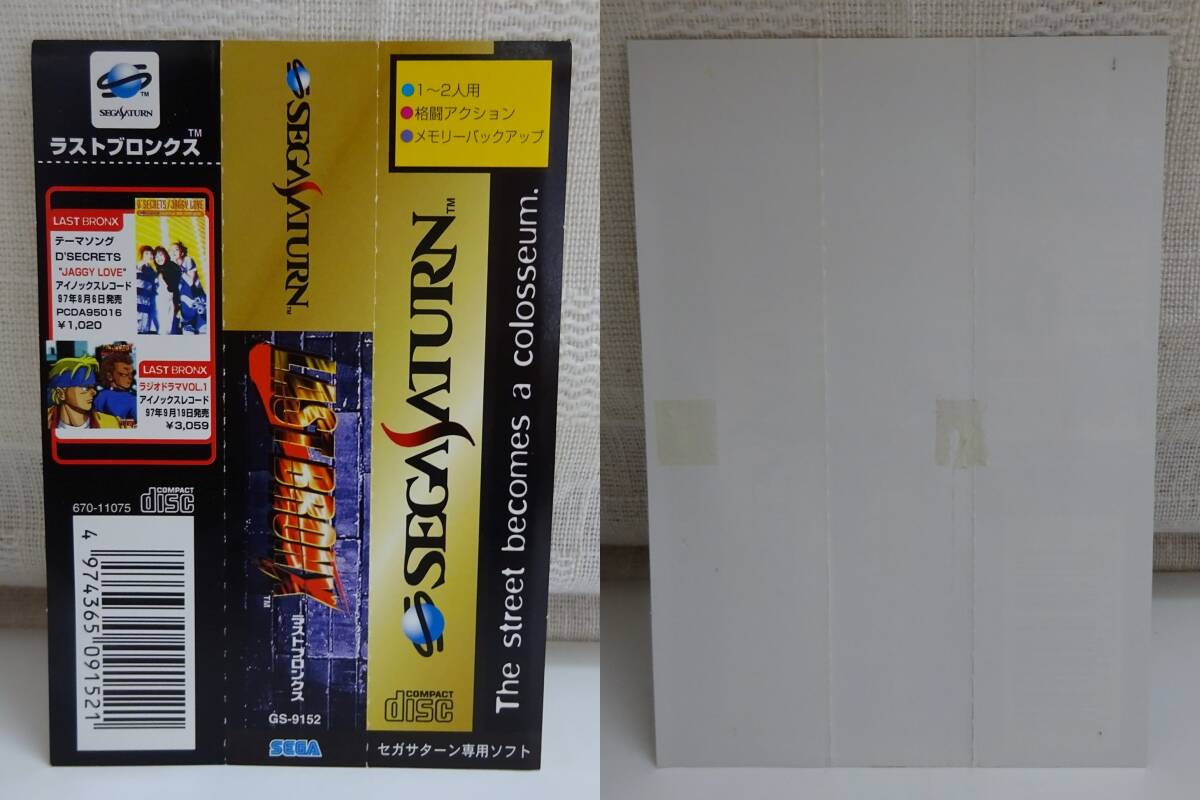 SEGA SATURN
TM
ラストブロンクス™
D'SECRETS/JAGGY LOVE
LAST BRONX
テーマソング
D'SECRETS
"JAGGY LOVE"
アイノックスレコード
97年8月6日発売
PCDA95016
¥1,020
LAST BRONX
ラジオドラマVOL.1
アイノックスレコード
97年9月19日発売
¥3,059
670-11075
COMPACT
disc
4 974365 091521
SEGA SATURN™
LAST BRONX
TM
ラストブロンクス
GS-9152
SEGA
●1〜2人用
●格闘アクション
●メモリーバックアップ
SEGA SATURN™
COMPACT
disc
The street becomes a colosseum.
セガサターン専用ソフト